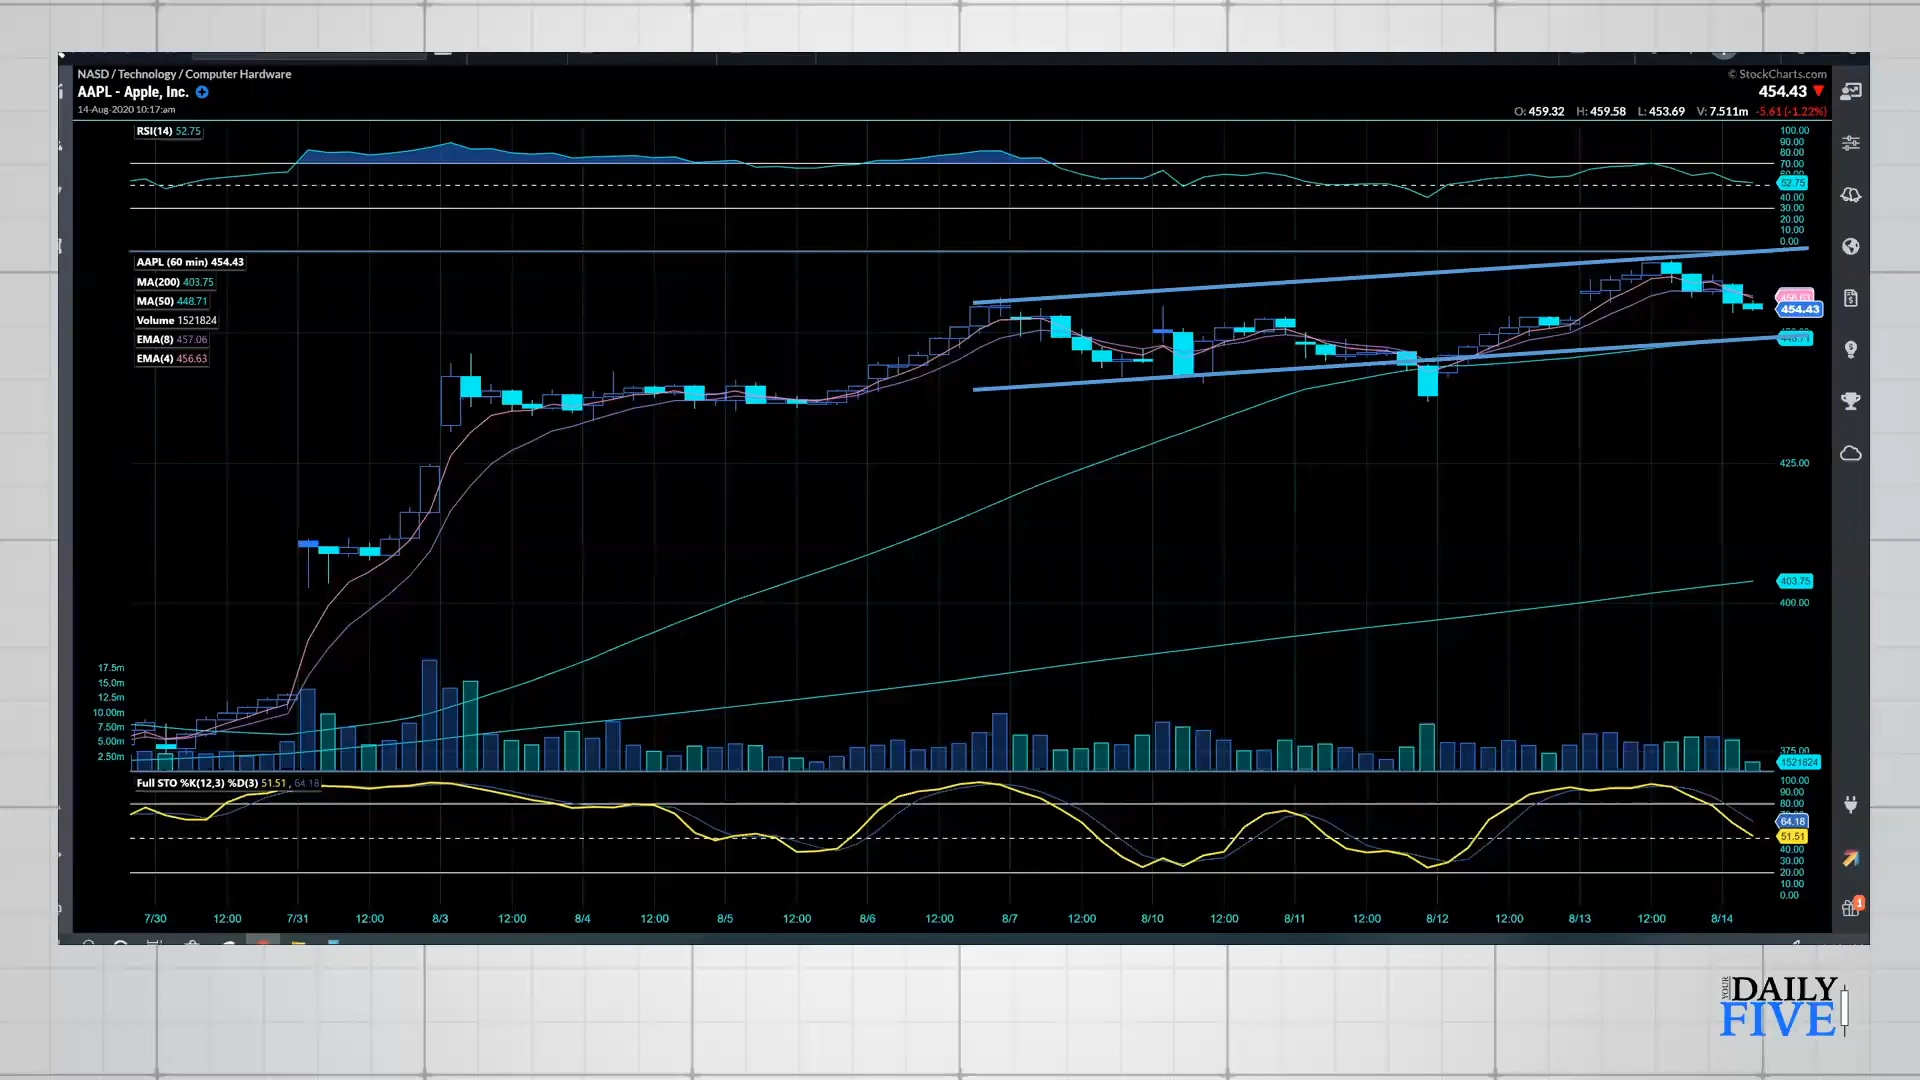 NASD / Technology / Computer Hardware
© StockCharts.com
AAPL - Apple, Inc.
454.43
14-Aug-2020 10:17:am
O: 459.32 H: 459.58 L: 453.69 V: 7.511m -5.61 (-1.22%)
RSI(14) 52.75
100.00
90.00
80.00
70.00
52.75
40.00
30.00
20.00
10.00
0.00
AAPL (60 min) 454.43
MA(200) 403.75
MA(50) 448.71
Volume 1521824
EMA(8) 457.06
EMA(4) 456.63
454.43
448.71
425.00
403.75
400.00
17.5m
15.0m
12.5m
10.00m
7.50m
5.00m
2.50m
375.00
1521824
Full STO %K(12,3) %D(3) 51.51 , 64.18
100.00
90.00
80.00
64.18
51.51
40.00
30.00
20.00
10.00
0.00
7/30 12:00 7/31 12:00 8/3 12:00 8/4 12:00 8/5 12:00 8/6 12:00 8/7 12:00 8/10 12:00 8/11 12:00 8/12 12:00 8/13 12:00 8/14
1
YOUR DAILY
FIVE